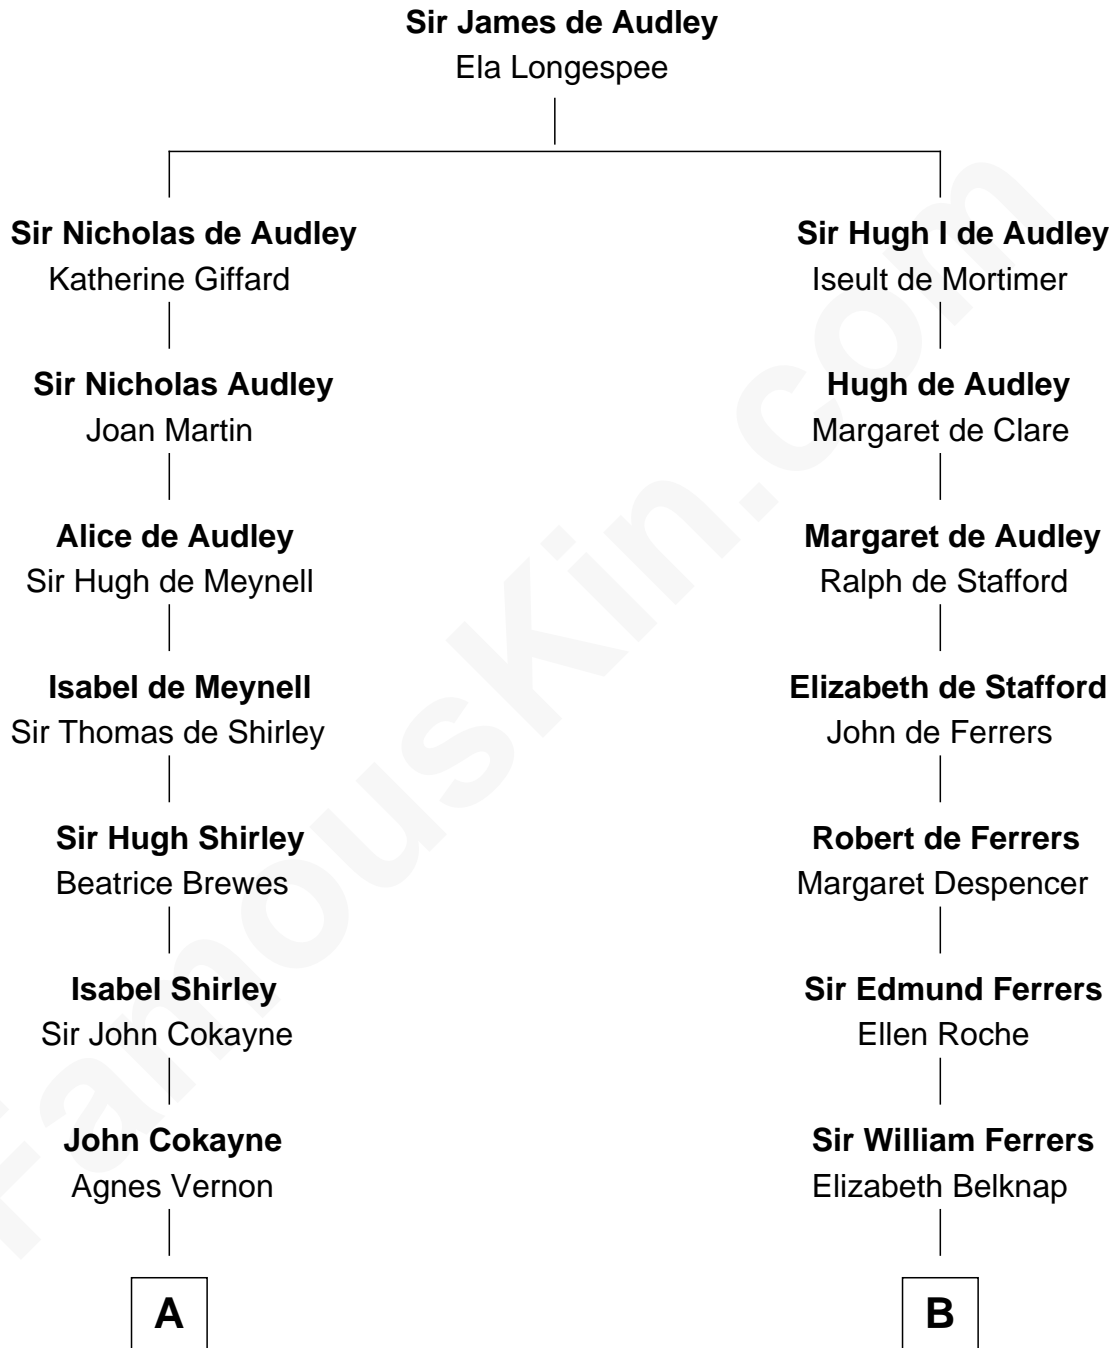 Sir James de Audley
Ela Longespee
Sir Nicholas de Audley
Katherine Giffard
Sir Hugh I de Audley
Iseult de Mortimer
Sir Nicholas Audley
Joan Martin
Hugh de Audley
Margaret de Clare
Alice de Audley
Sir Hugh de Meynell
Margaret de Audley
Ralph de Stafford
Isabel de Meynell
Sir Thomas de Shirley
Elizabeth de Stafford
John de Ferrers
Sir Hugh Shirley
Beatrice Brewes
Robert de Ferrers
Margaret Despencer
Isabel Shirley
Sir John Cokayne
Sir Edmund Ferrers
Ellen Roche
John Cokayne
Agnes Vernon
Sir William Ferrers
Elizabeth Belknap
A
B
FamousKin.com